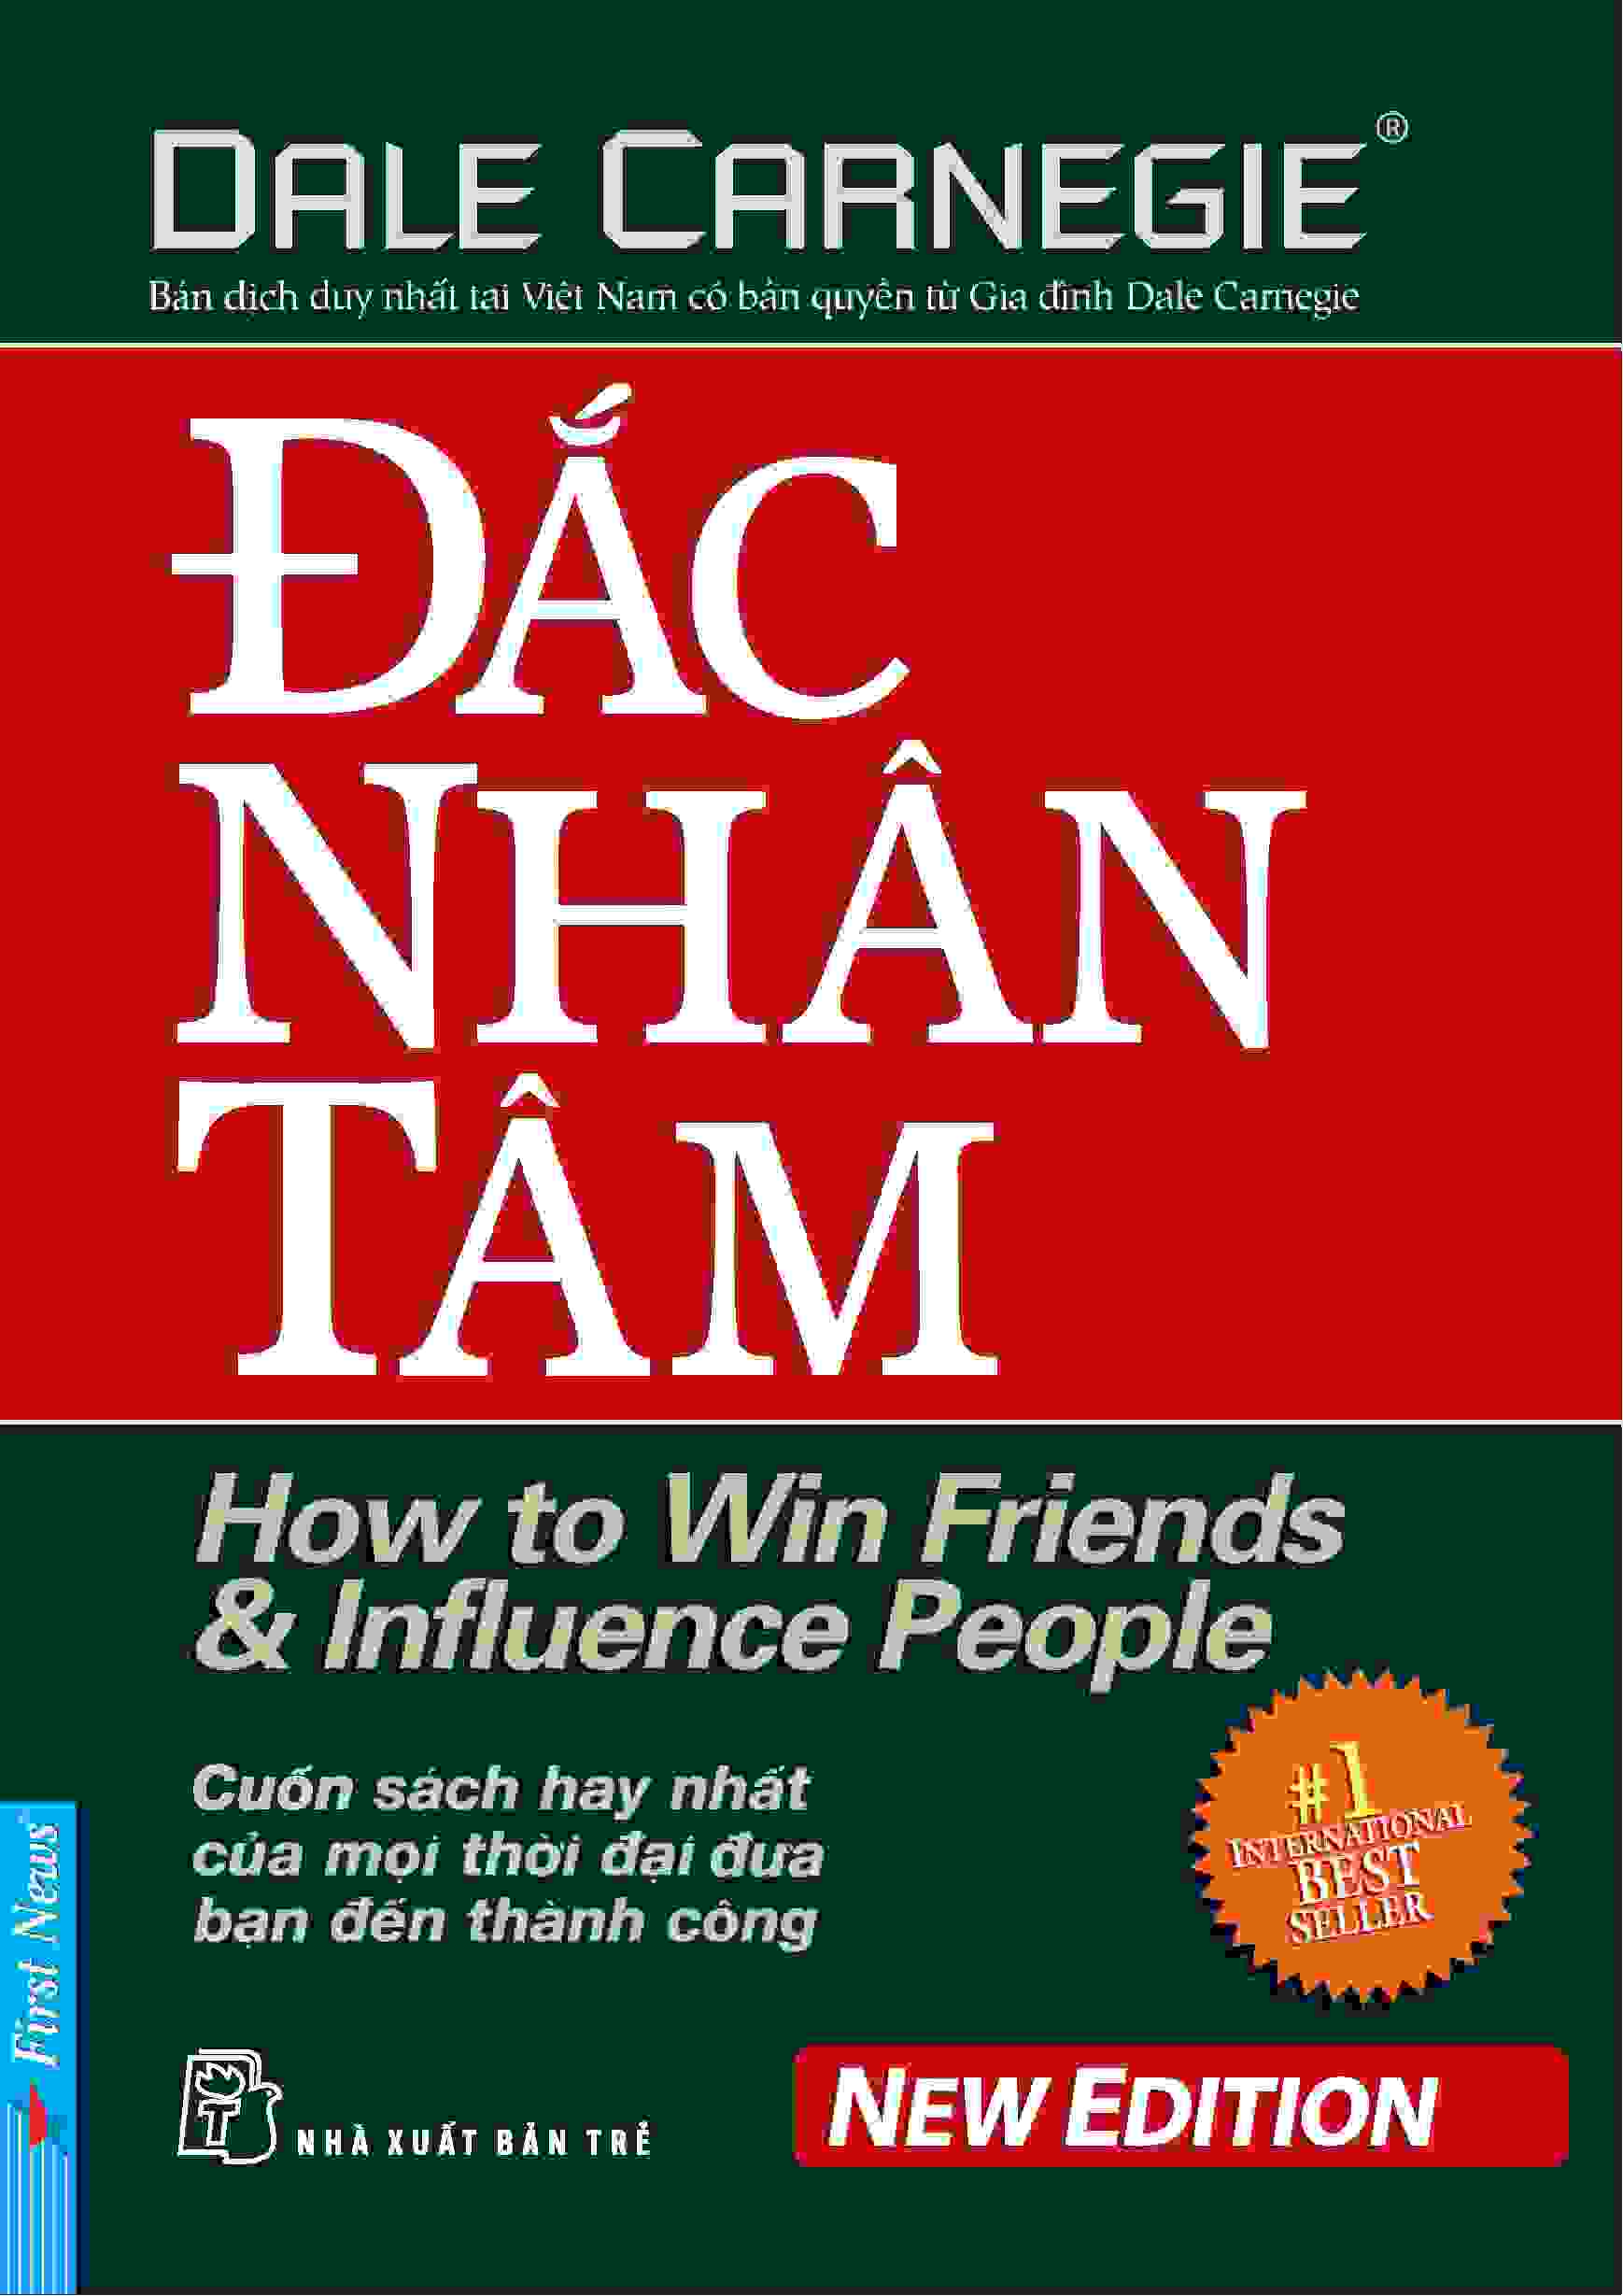 DALE CARNEGIE®
Bản dịch duy nhất tại Việt Nam có bản quyền từ Gia đình Dale Carnegie
ĐẮC
NHÂN
TÂM
How to Win Friends
& Influence People
Cuốn sách hay nhất
của mọi thời đại đưa
bạn đến thành công
#1
INTERNATIONAL
BEST
SELLER
First News
NHÀ XUẤT BẢN TRẺ
NEW EDITION